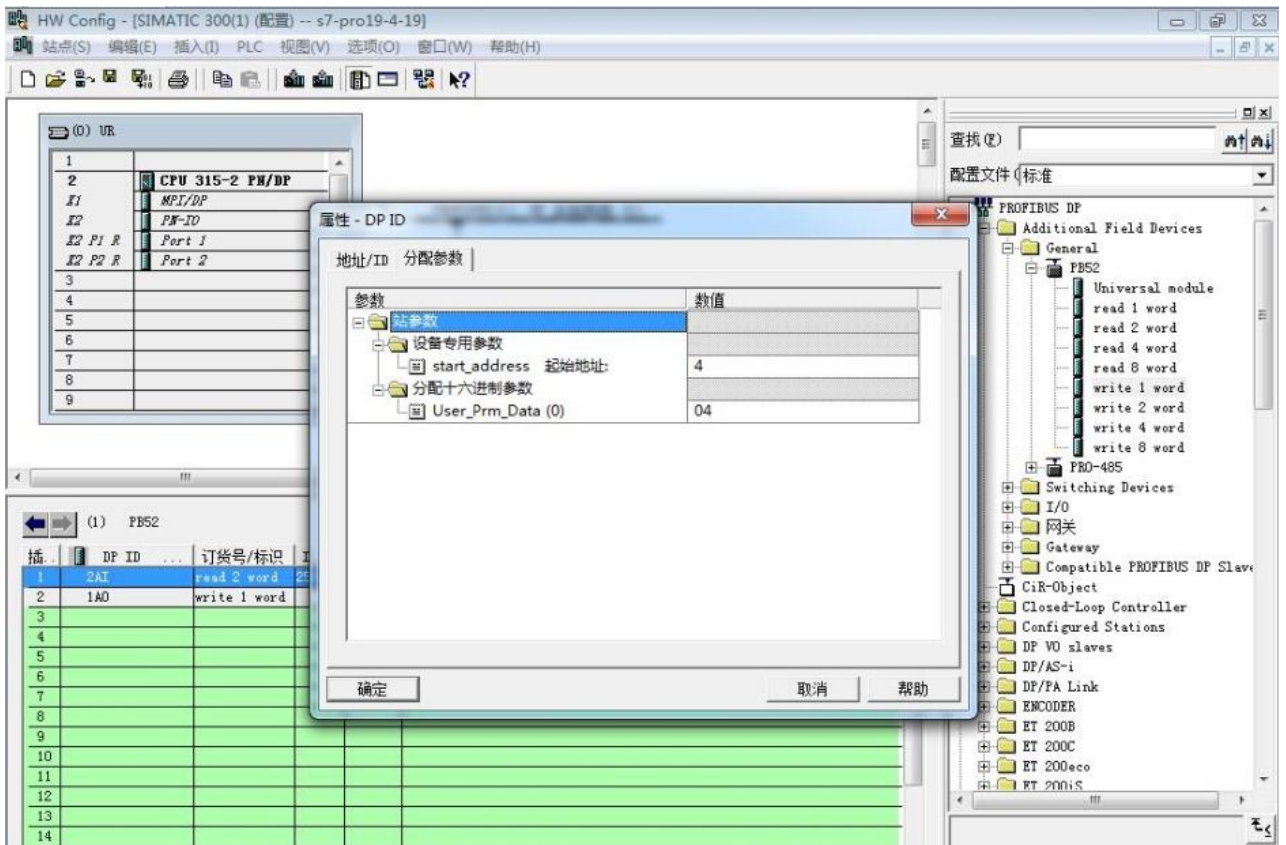 HW Config - [SIMATIC 300(1) (配置) -- s7-pro19-4-19]
站点(S) 编辑(E) 插入(I) PLC 视图(V) 选项(O) 窗口(W) 帮助(H)
(0) UR
1
2 CPU 315-2 PN/DP
X1 MPI/DP
X2 PN-IO
X2 P1 R Port 1
X2 P2 R Port 2
3
4
5
6
7
8
9
属性 - DP ID
地址/ID 分配参数
参数 数值
站参数
设备专用参数
start_address 起始地址: 4
分配十六进制参数
User_Prm_Data (0) 04
确定 取消 帮助
(1) PB52
插.. DP ID ... 订货号/标识 I
1 2AI read 2 word 25
2 1AO write 1 word
3
4
5
6
7
8
9
10
11
12
13
14
查找(F)
配置文件( 标准
PROFIBUS DP
Additional Field Devices
General
PB52
Universal module
read 1 word
read 2 word
read 4 word
read 8 word
write 1 word
write 2 word
write 4 word
write 8 word
PRO-485
Switching Devices
I/O
网关
Gateway
Compatible PROFIBUS DP Slave
CiR-Object
Closed-Loop Controller
Configured Stations
DP V0 slaves
DP/AS-i
DP/PA Link
ENCODER
ET 200B
ET 200C
ET 200eco
ET 200iS